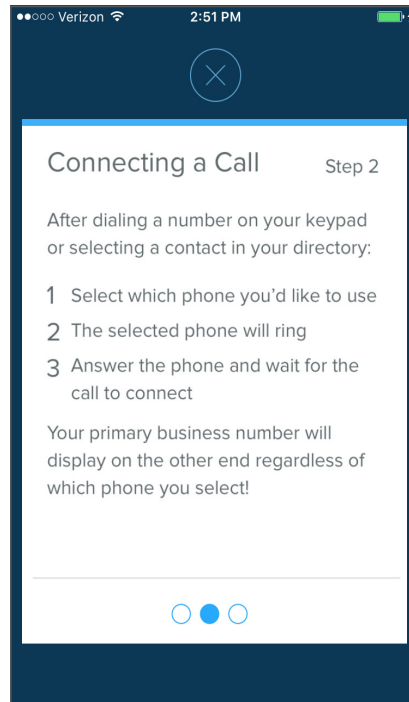 Verizon 2:51 PM
Connecting a Call Step 2
After dialing a number on your keypad
or selecting a contact in your directory:
1 Select which phone you'd like to use
2 The selected phone will ring
3 Answer the phone and wait for the
call to connect
Your primary business number will
display on the other end regardless of
which phone you select!